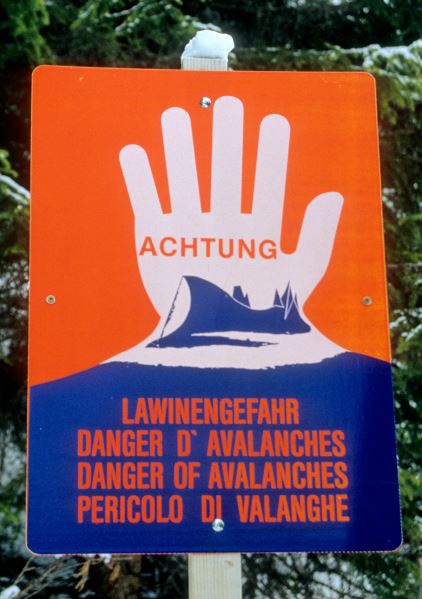 ACHTUNG
LAWINENGEFAHR
DANGER D` AVALANCHES
DANGER OF AVALANCHES
PERICOLO DI VALANGHE